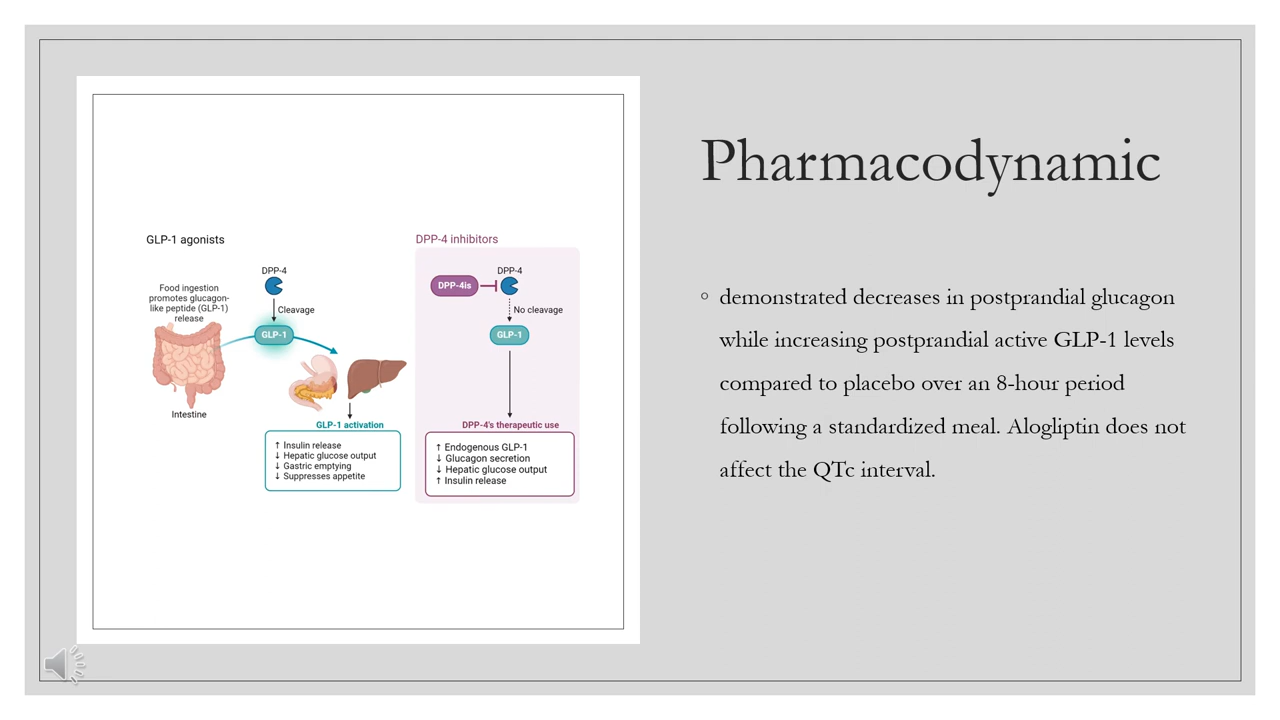 Pharmacodynamic
GLP-1 agonists
DPP-4
Food ingestion
promotes glucagon-
like peptide (GLP-1)
release
Cleavage
GLP-1
Intestine
GLP-1 activation
↑ Insulin release
↓ Hepatic glucose output
↓ Gastric emptying
↓ Suppresses appetite
DPP-4 inhibitors
DPP-4
DPP-4is
No cleavage
GLP-1
DPP-4's therapeutic use
↑ Endogenous GLP-1
↓ Glucagon secretion
↓ Hepatic glucose output
↑ Insulin release
◦ demonstrated decreases in postprandial glucagon
while increasing postprandial active GLP-1 levels
compared to placebo over an 8-hour period
following a standardized meal. Alogliptin does not
affect the QTc interval.